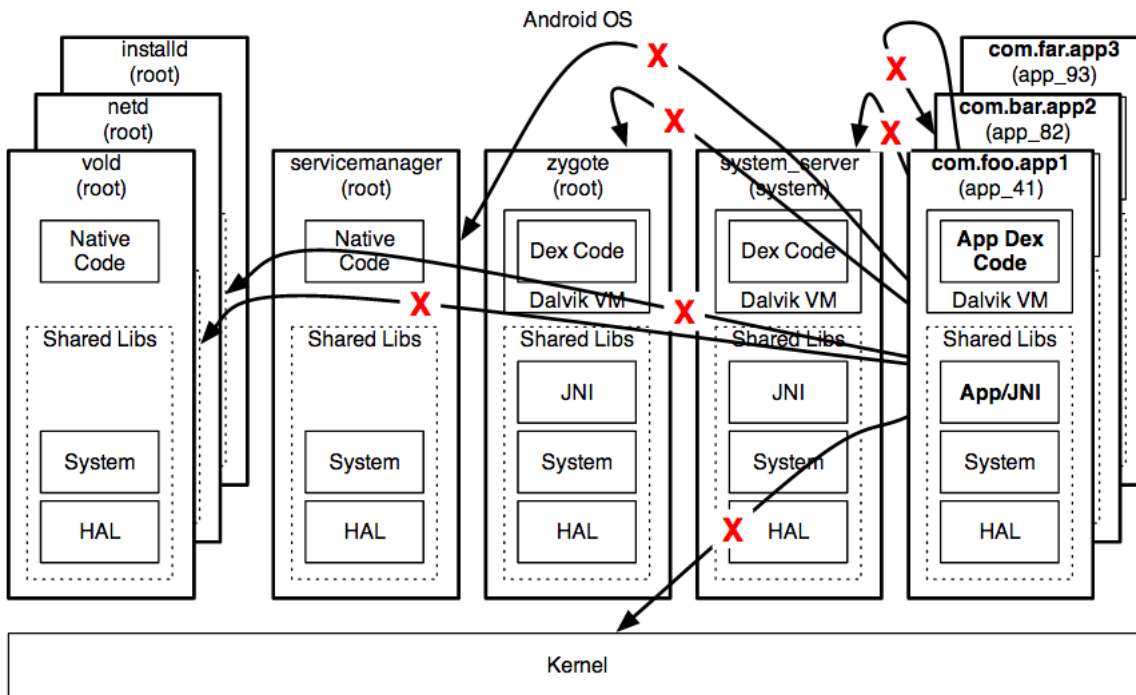 Android OS
installd
(root)
netd
(root)
vold
(root)
Native
Code
Shared Libs
System
HAL
servicemanager
(root)
Native
Code
Shared Libs
System
HAL
zygote
(root)
Dex Code
Dalvik VM
Shared Libs
JNI
System
HAL
system_server
(system)
Dex Code
Dalvik VM
Shared Libs
JNI
System
HAL
com.far.app3
(app_93)
com.bar.app2
(app_82)
com.foo.app1
(app_41)
App Dex
Code
Dalvik VM
Shared Libs
App/JNI
System
HAL
X
X
X
X
X
X
X
Kernel